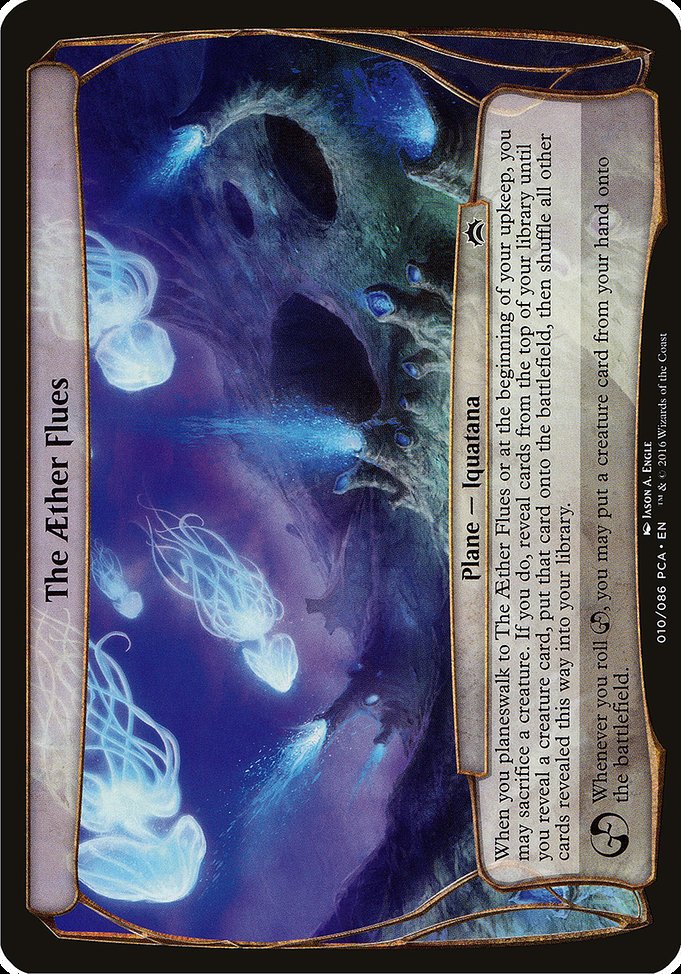 The Æther Flues
Plane — Iquatana
When you planeswalk to The Æther Flues or at the beginning of your upkeep, you
may sacrifice a creature. If you do, reveal cards from the top of your library until
you reveal a creature card, put that card onto the battlefield, then shuffle all other
cards revealed this way into your library.
Whenever you roll , you may put a creature card from your hand onto
the battlefield.
Jason A. Engle
010/086 PCA • EN ™ & © 2016 Wizards of the Coast